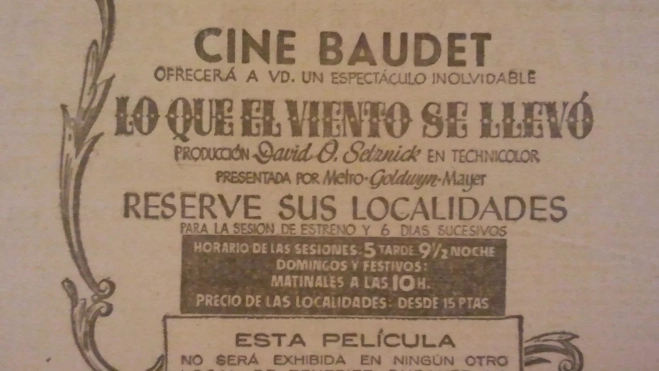 CINE BAUDET
OFRECERÁ A VD. UN ESPECTÁCULO INOLVIDABLE
LO QUE EL VIENTO SE LLEVÓ
PRODUCCIÓN David O. Selznick EN TECHNICOLOR
PRESENTADA POR Metro-Goldwyn-Mayer
RESERVE SUS LOCALIDADES
PARA LA SESION DE ESTRENO Y 6 DIAS SUCESIVOS
HORARIO DE LAS SESIONES: 5 TARDE 9½ NOCHE
DOMINGOS Y FESTIVOS:
MATINALES A LAS 10H.
PRECIO DE LAS LOCALIDADES: DESDE 15 PTAS
ESTA PELÍCULA
NO SERÁ EXHIBIDA EN NINGÚN OTRO